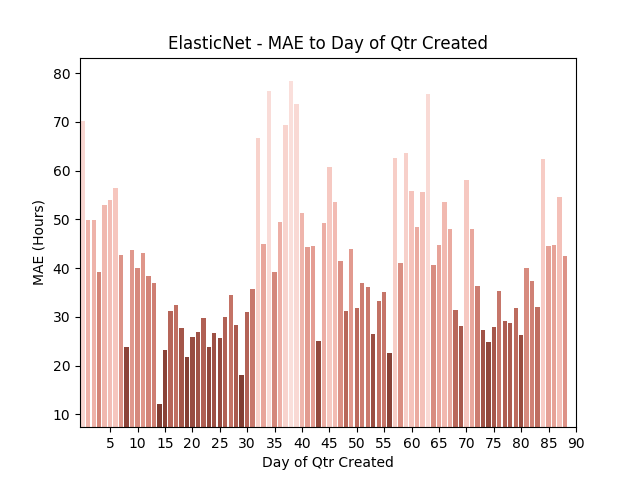 ElasticNet - MAE to Day of Qtr Created
80
70
60
50
40
30
20
10
MAE (Hours)
5 10 15 20 25 30 35 40 45 50 55 60 65 70 75 80 85 90
Day of Qtr Created